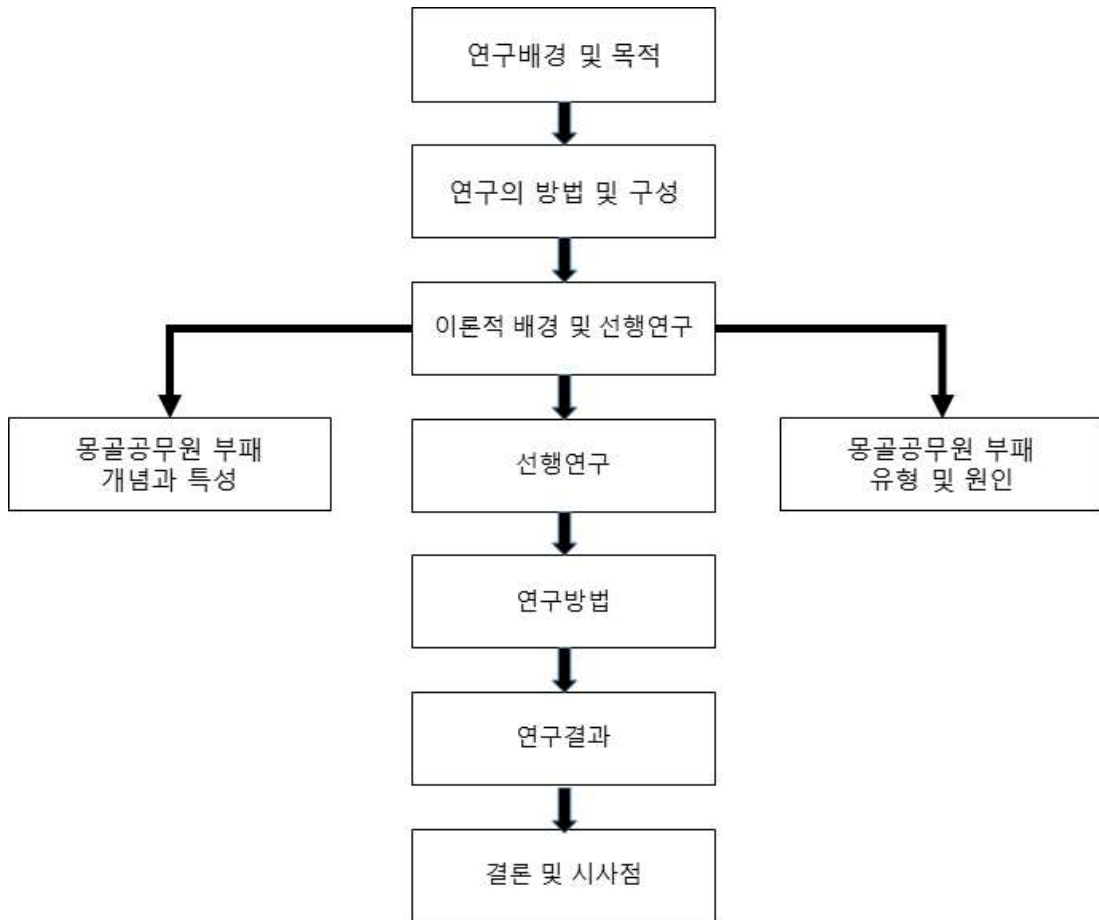 연구배경 및 목적
연구의 방법 및 구성
이론적 배경 및 선행연구
몽골공무원 부패
개념과 특성
선행연구
몽골공무원 부패
유형 및 원인
연구방법
연구결과
결론 및 시사점